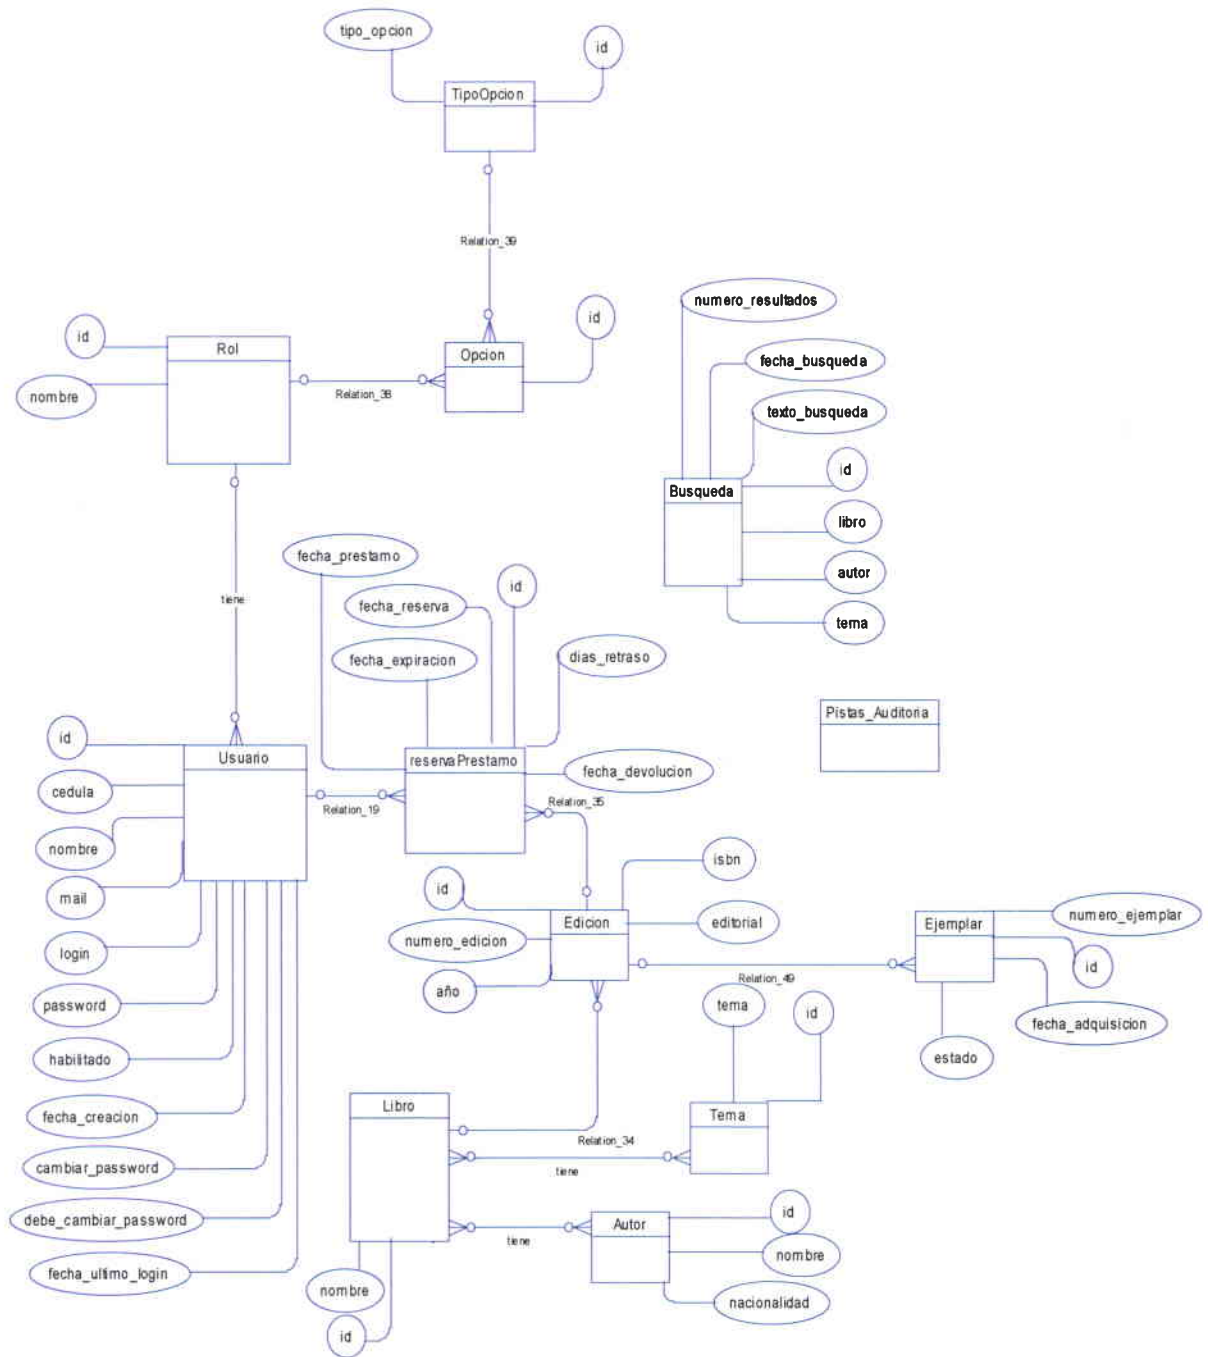 tipo_opcion
id
TipoOpcion
Relation_39
id
Opcion
Relation_38
id
Rol
nombre
numero_resultados
fecha_busqueda
texto_busqueda
id
Busqueda
libro
autor
tema
tiene
fecha_prestamo
id
fecha_reserva
fecha_expiracion
dias_retraso
Pistas_Auditoria
id
Usuario
reservaPrestamo
fecha_devolucion
cedula
Relation_19
Relation_35
nombre
mail
login
password
habilitado
fecha_creacion
cambiar_password
debe_cambiar_password
fecha_ultimo_login
isbn
id
Edicion
editorial
numero_edicion
año
Relation_49
Ejemplar
numero_ejemplar
id
fecha_adquisicion
estado
tema
id
Libro
Tema
Relation_34
tiene
Autor
id
tiene
nombre
nombre
nacionalidad
id